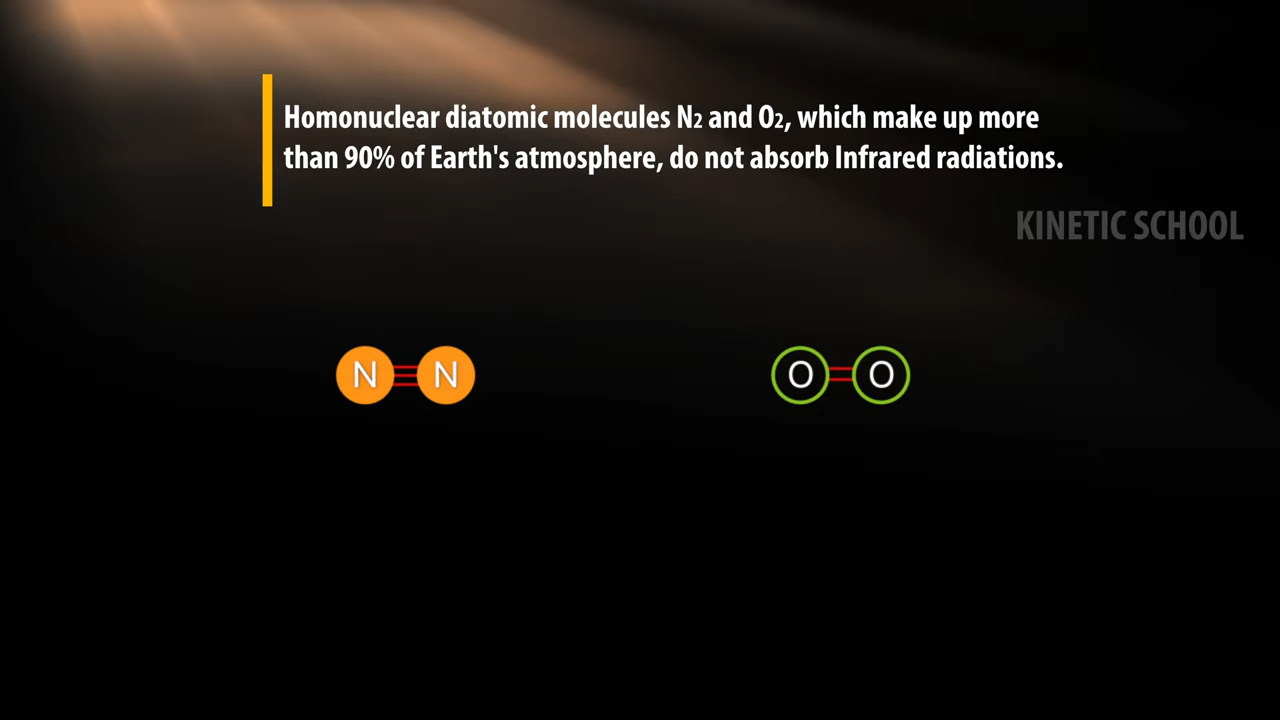 Homonuclear diatomic molecules N₂ and O₂, which make up more
than 90% of Earth's atmosphere, do not absorb Infrared radiations.
KINETIC SCHOOL
N N O O